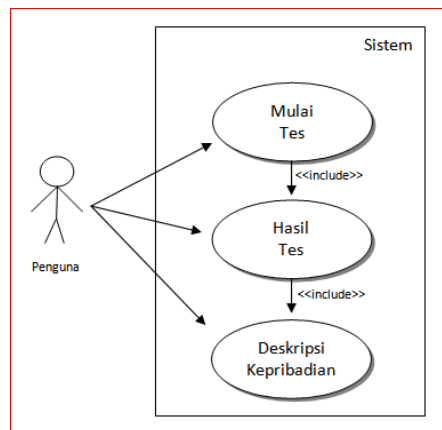 Sistem
Mulai
Tes
<<include>>
Hasil
Tes
<<include>>
Penguna
Deskripsi
Kepribadian